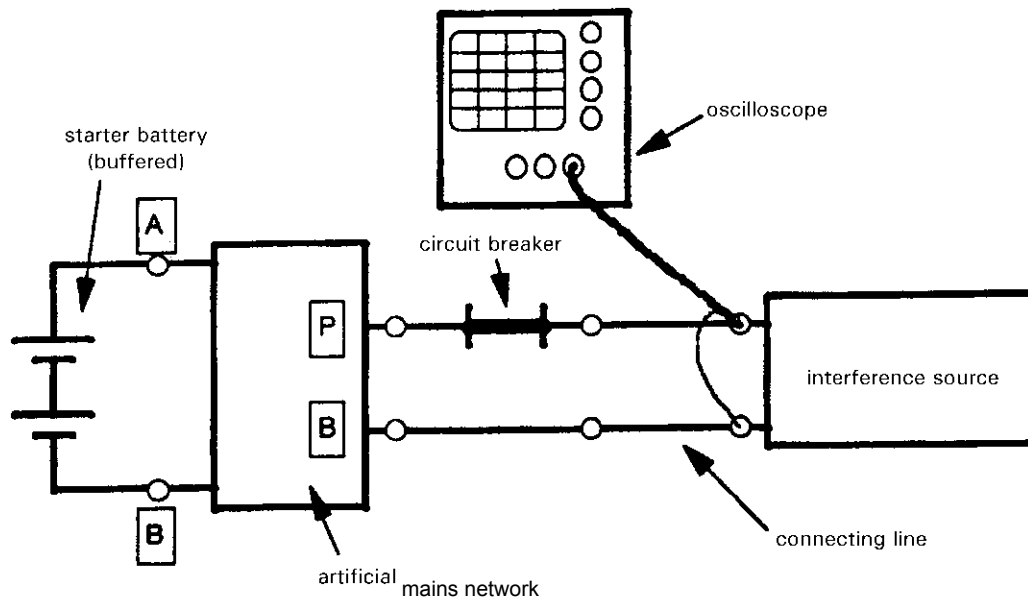 oscilloscope
starter battery
(buffered)
A
circuit breaker
P
interference source
B
B
connecting line
artificial mains network